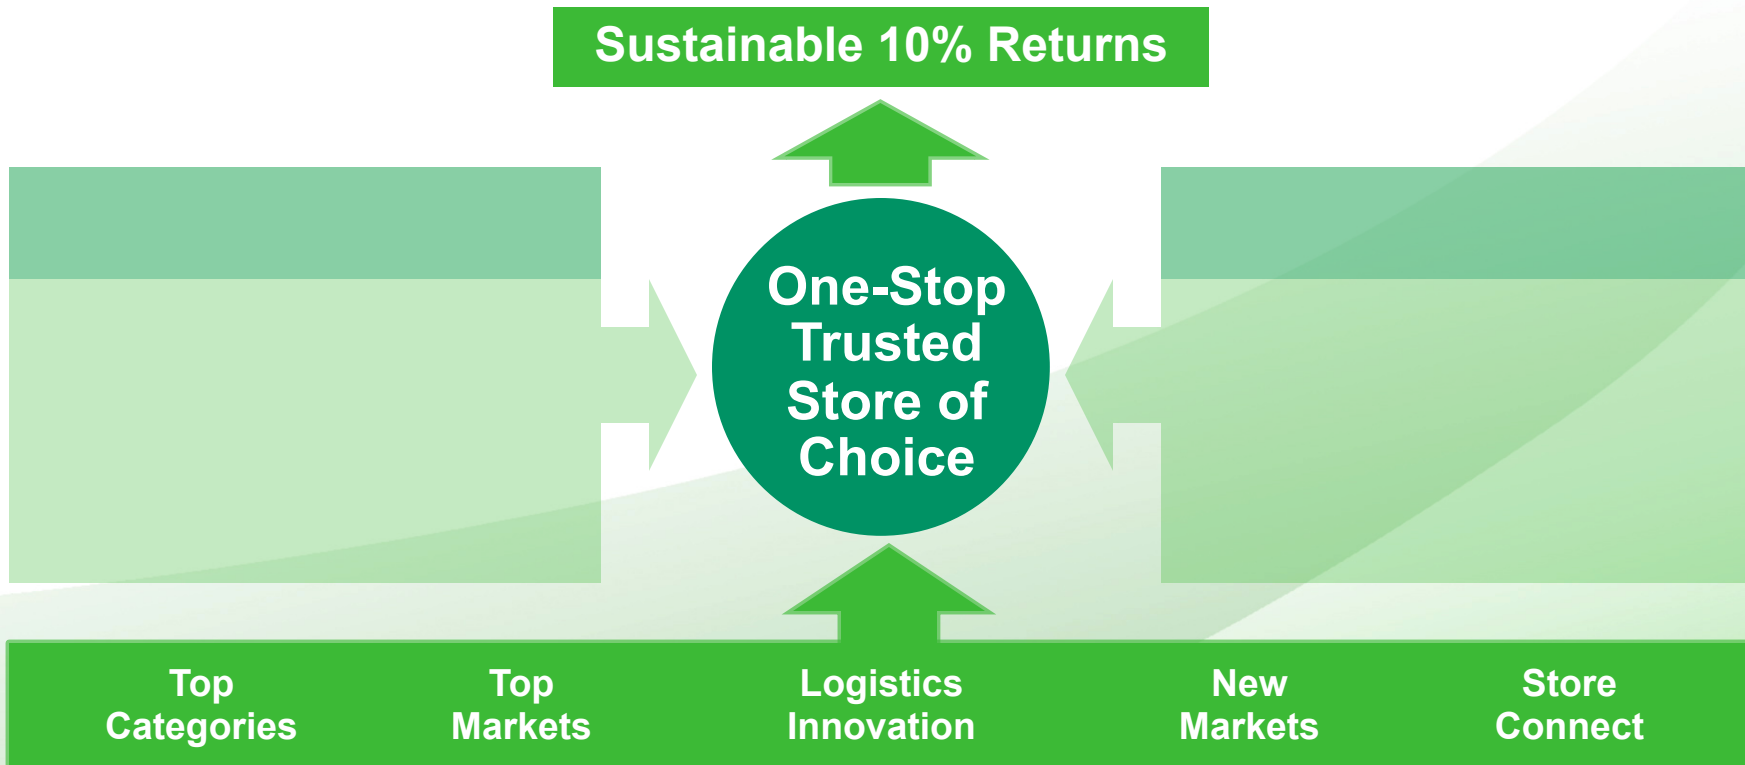 Sustainable 10% Returns
One-Stop
Trusted
Store of
Choice
Top
Categories
Top
Markets
Logistics
Innovation
New
Markets
Store
Connect